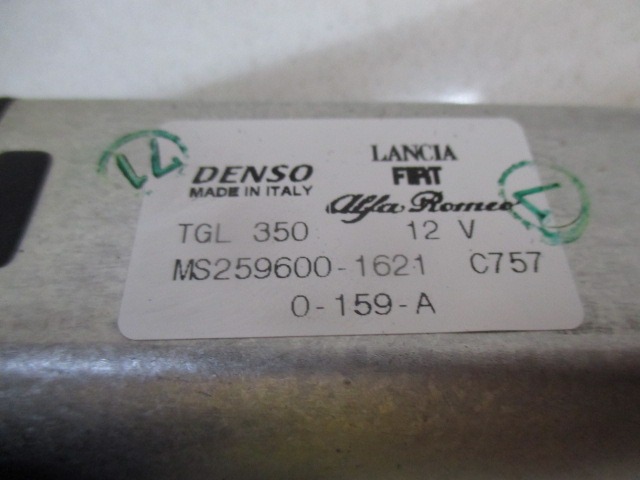 DENSO LANCIA
MADE IN ITALY FIAT
Alfa Romeo
TGL 350 12 V
MS259600-1621 C757
0-159-A